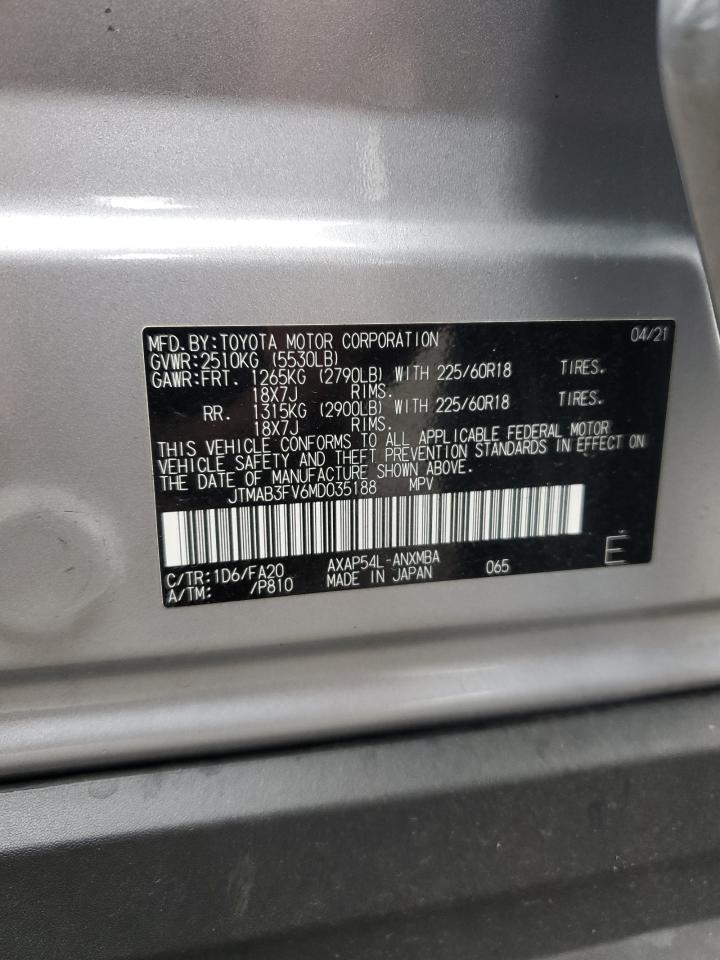 MFD.BY:TOYOTA MOTOR CORPORATION 04/21
GVWR:2510KG (5530LB)
GAWR:FRT. 1265KG (2790LB) WITH 225/60R18 TIRES.
18X7J RIMS.
RR. 1315KG (2900LB) WITH 225/60R18 TIRES.
18X7J RIMS.
THIS VEHICLE CONFORMS TO ALL APPLICABLE FEDERAL MOTOR
VEHICLE SAFETY AND THEFT PREVENTION STANDARDS IN EFFECT ON
THE DATE OF MANUFACTURE SHOWN ABOVE.
JTMAB3FV6MD035188 MPV
C/TR:1D6/FA20 AXAP54L-ANXMBA 065 E
A/TM: /P810 MADE IN JAPAN